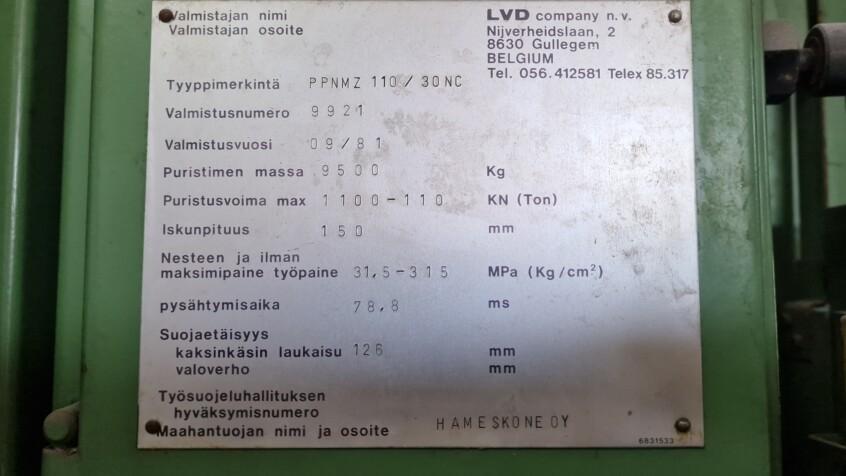 Valmistajan nimi LVD company n.v.
Valmistajan osoite Nijverheidslaan, 2
8630 Gullegem
BELGIUM
Tel. 056.412581 Telex 85.317
Tyyppimerkintä PPNMZ 110/30NC
Valmistusnumero 9921
Valmistusvuosi 09/81
Puristimen massa 9500 Kg
Puristusvoima max 1100-110 KN (Ton)
Iskunpituus 150 mm
Nesteen ja ilman
maksimipaine työpaine 31,5-315 MPa (Kg/cm²)
pysähtymisaika 78,8 ms
Suojaetäisyys
kaksinkäsin laukaisu 126 mm
valoverho mm
Työsuojeluhallituksen
hyväksymisnumero
Maahantuojan nimi ja osoite HAMESKONE OY
6831533